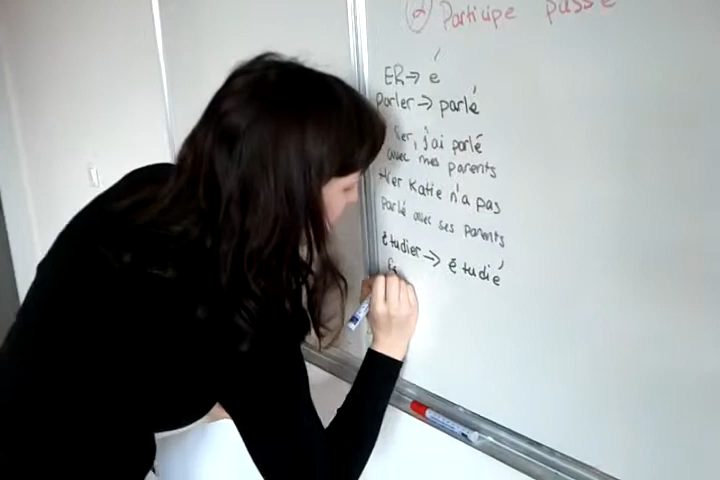 ② Participe passé
ER → é
Parler → parlé
Hier, j'ai parlé
avec mes parents
Hier Katie n'a pas
parlé avec ses parents
étudier → étudié